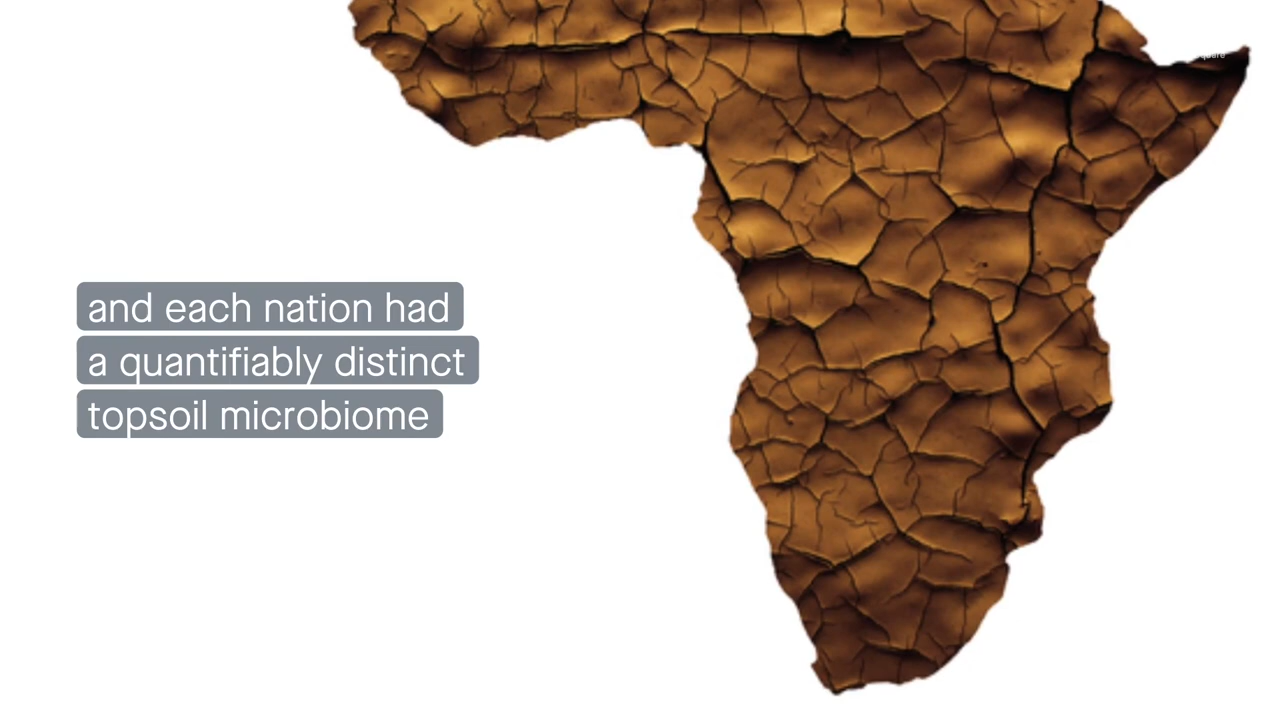 and each nation had
a quantifiably distinct
topsoil microbiome